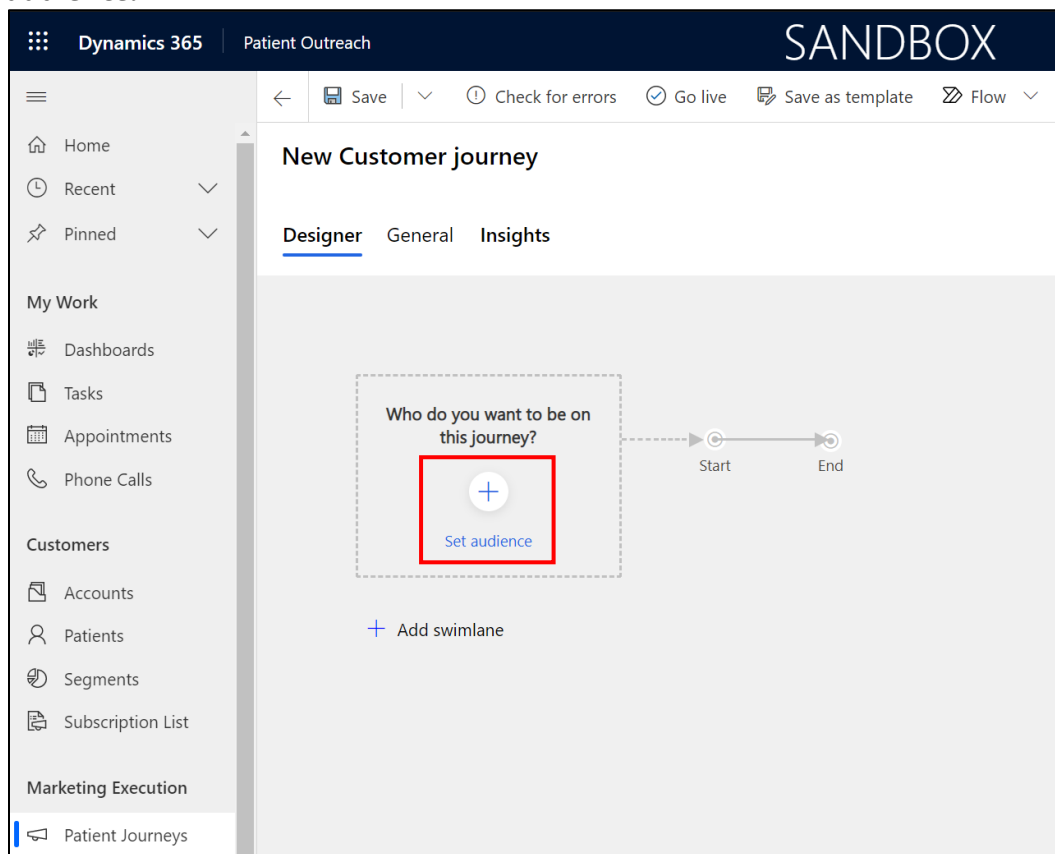 Dynamics 365 Patient Outreach SANDBOX
Save Check for errors Go live Save as template Flow
Home
Recent
Pinned
My Work
Dashboards
Tasks
Appointments
Phone Calls
Customers
Accounts
Patients
Segments
Subscription List
Marketing Execution
Patient Journeys
New Customer journey
Designer General Insights
Who do you want to be on
this journey?
Set audience
Start End
Add swimlane